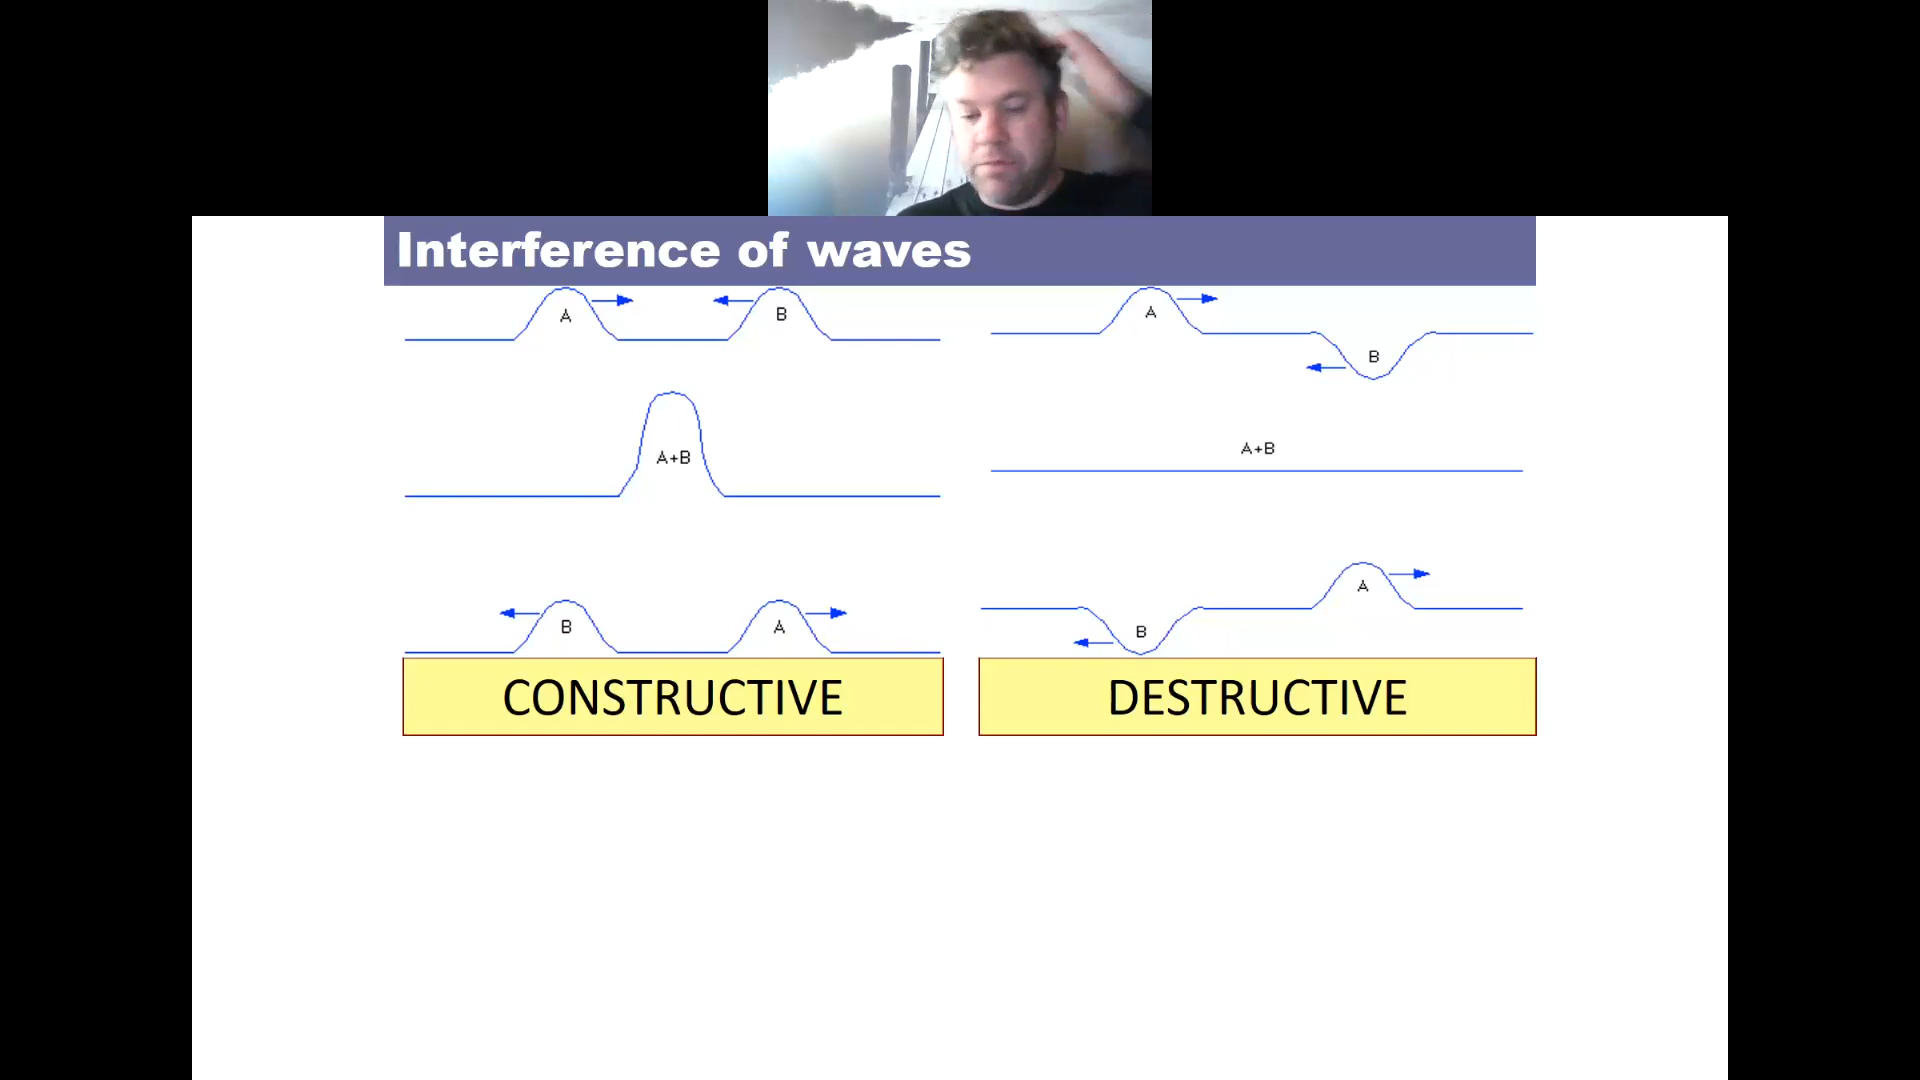 Interference of waves
A
B
A+B
B
A
CONSTRUCTIVE
A
B
A+B
A
B
DESTRUCTIVE